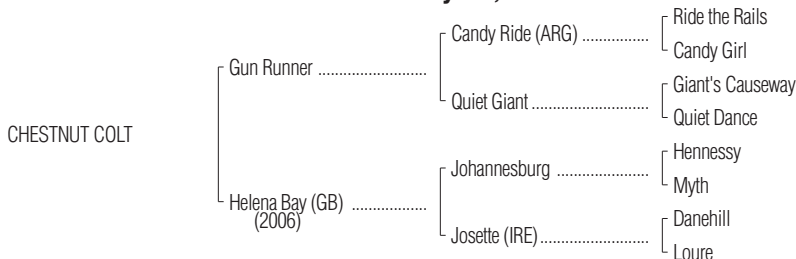 Ride the Rails
Candy Ride (ARG) ................
Candy Girl
Gun Runner ..........................
Giant's Causeway
Quiet Giant ............................
Quiet Dance
CHESTNUT COLT
Hennessy
Johannesburg ......................
Myth
Helena Bay (GB) ..................
(2006)
Danehill
Josette (IRE)..........................
Loure